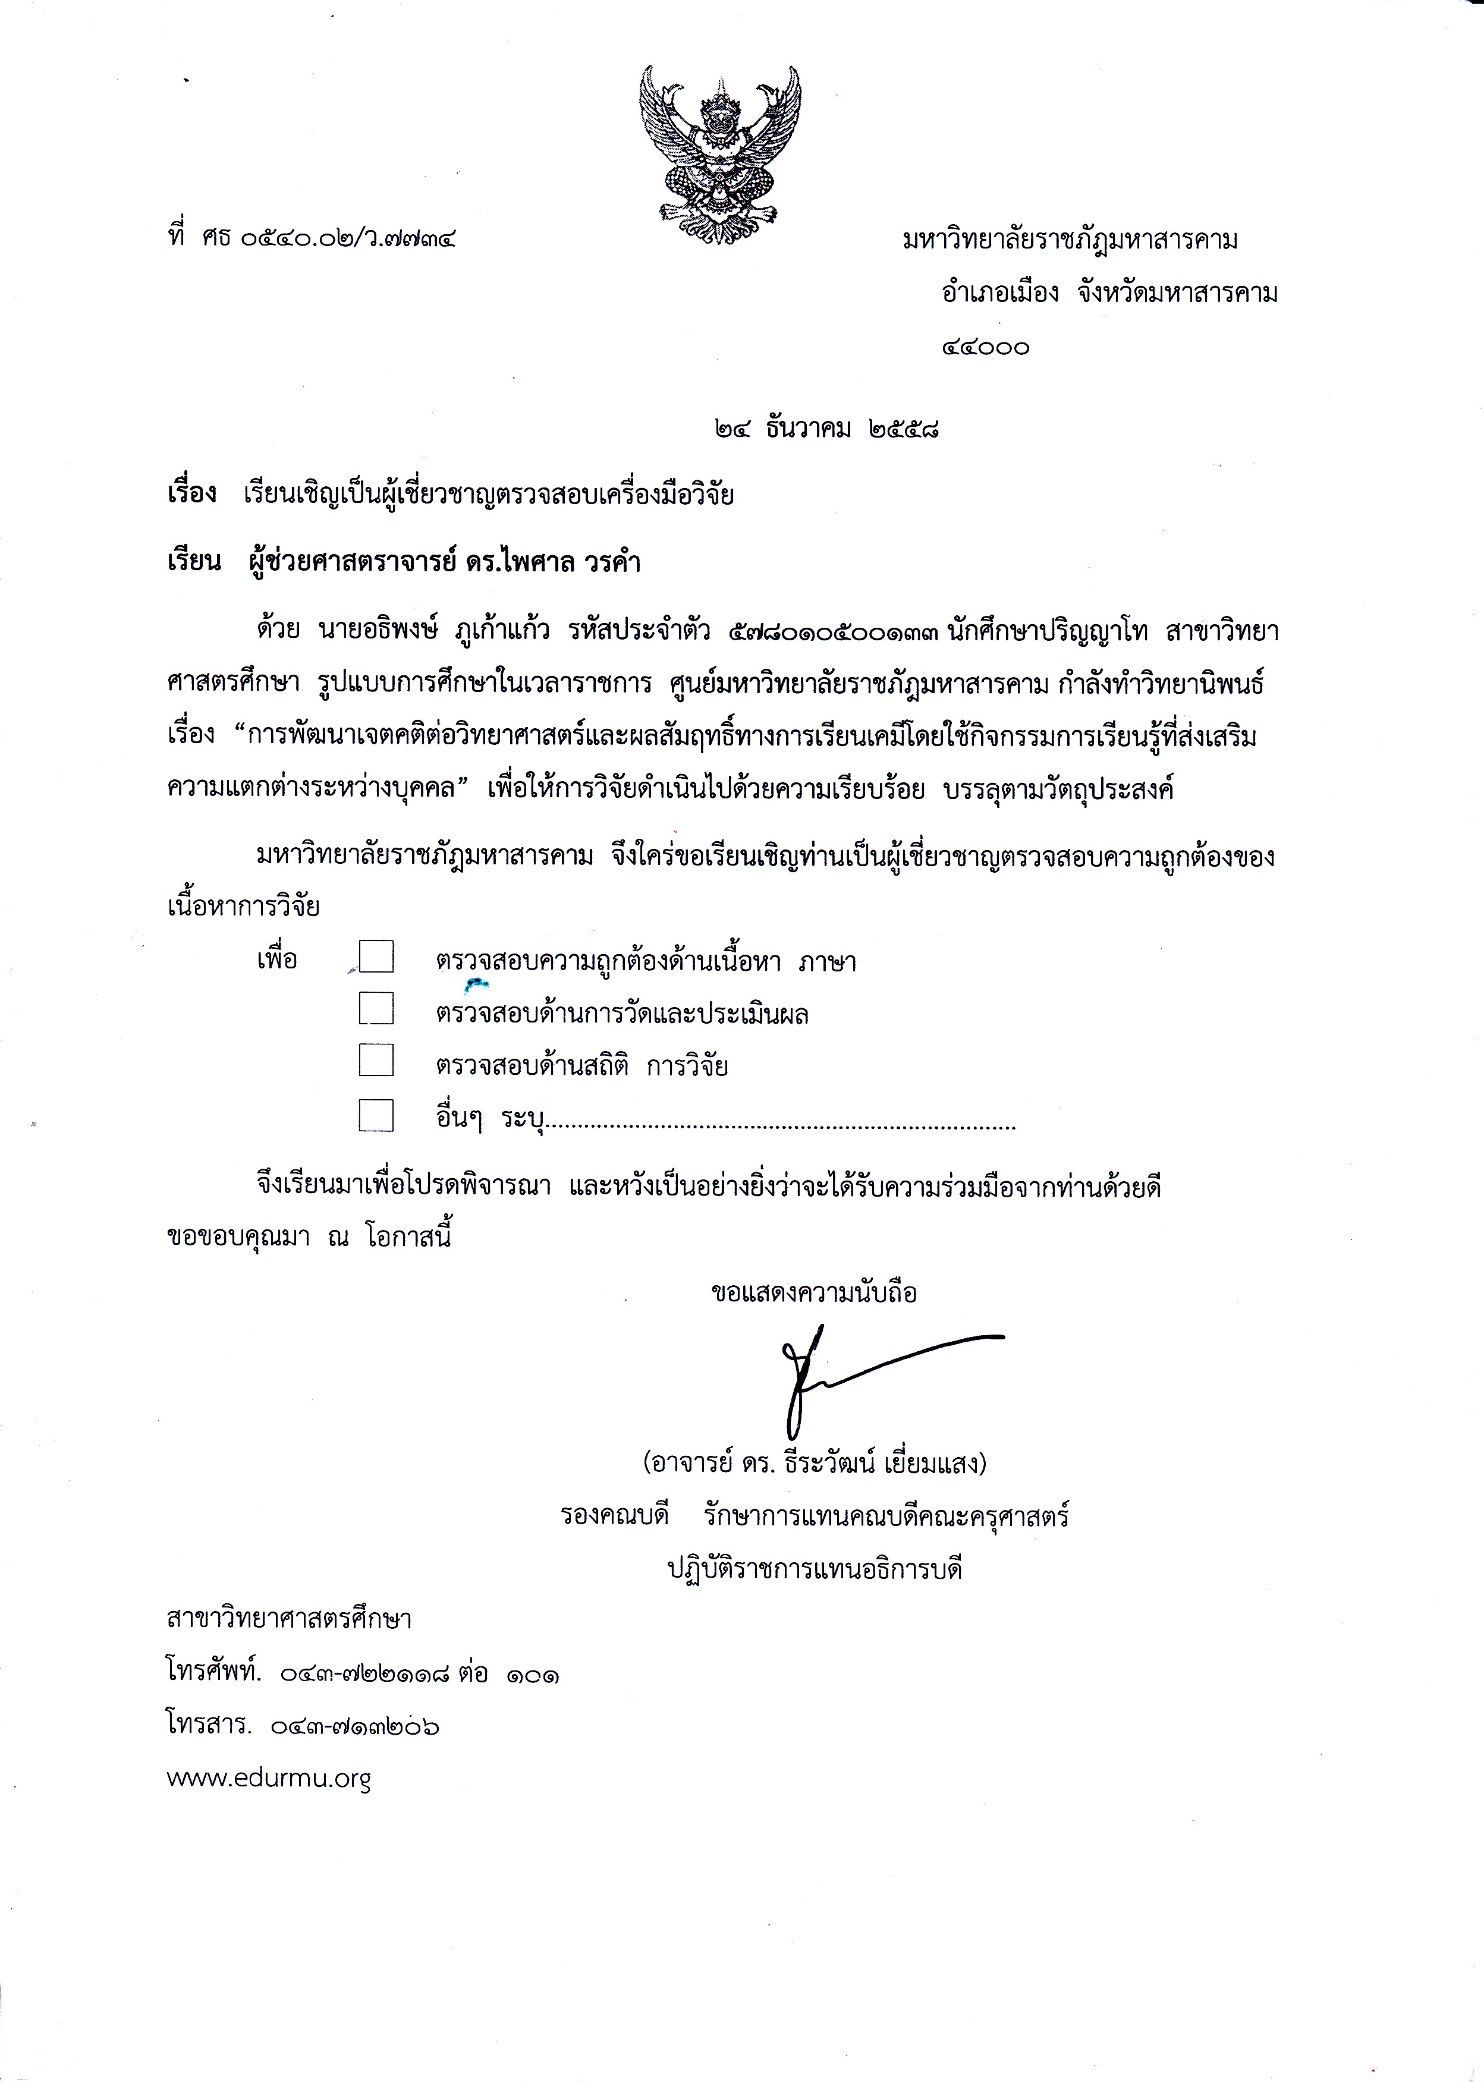 ที่  ศธ ๐๕๔๐.๐๒/ว.๗๗๓๔
มหาวิทยาลัยราชภัฏมหาสารคาม
อำเภอเมือง  จังหวัดมหาสารคาม
๔๔๐๐๐
๒๔  ธันวาคม  ๒๕๕๘
เรื่อง  เรียนเชิญเป็นผู้เชี่ยวชาญตรวจสอบเครื่องมือวิจัย
เรียน  ผู้ช่วยศาสตราจารย์ ดร.ไพศาล วรคำ
ด้วย  นายอธิพงษ์  ภูเก้าแก้ว  รหัสประจำตัว  ๕๗๘๐๑๐๕๐๐๑๓๓ นักศึกษาปริญญาโท  สาขาวิทยา
ศาสตรศึกษา  รูปแบบการศึกษาในเวลาราชการ  ศูนย์มหาวิทยาลัยราชภัฏมหาสารคาม กำลังทำวิทยานิพนธ์
เรื่อง  “การพัฒนาเจตคติต่อวิทยาศาสตร์และผลสัมฤทธิ์ทางการเรียนเคมีโดยใช้กิจกรรมการเรียนรู้ที่ส่งเสริม
ความแตกต่างระหว่างบุคคล”  เพื่อให้การวิจัยดำเนินไปด้วยความเรียบร้อย  บรรลุตามวัตถุประสงค์
มหาวิทยาลัยราชภัฏมหาสารคาม  จึงใคร่ขอเรียนเชิญท่านเป็นผู้เชี่ยวชาญตรวจสอบความถูกต้องของ
เนื้อหาการวิจัย
เพื่อ  ตรวจสอบความถูกต้องด้านเนื้อหา  ภาษา
ตรวจสอบด้านการวัดและประเมินผล
ตรวจสอบด้านสถิติ  การวิจัย
อื่นๆ  ระบุ........................................................................
จึงเรียนมาเพื่อโปรดพิจารณา  และหวังเป็นอย่างยิ่งว่าจะได้รับความร่วมมือจากท่านด้วยดี
ขอขอบคุณมา  ณ  โอกาสนี้
ขอแสดงความนับถือ
(อาจารย์ ดร. ธีระวัฒน์ เยี่ยมแสง)
รองคณบดี  รักษาการแทนคณบดีคณะครุศาสตร์
ปฏิบัติราชการแทนอธิการบดี
สาขาวิทยาศาสตรศึกษา
โทรศัพท์.  ๐๔๓-๗๒๒๑๑๘ ต่อ  ๑๐๑
โทรสาร.  ๐๔๓-๗๑๓๒๐๖
www.edurmu.org